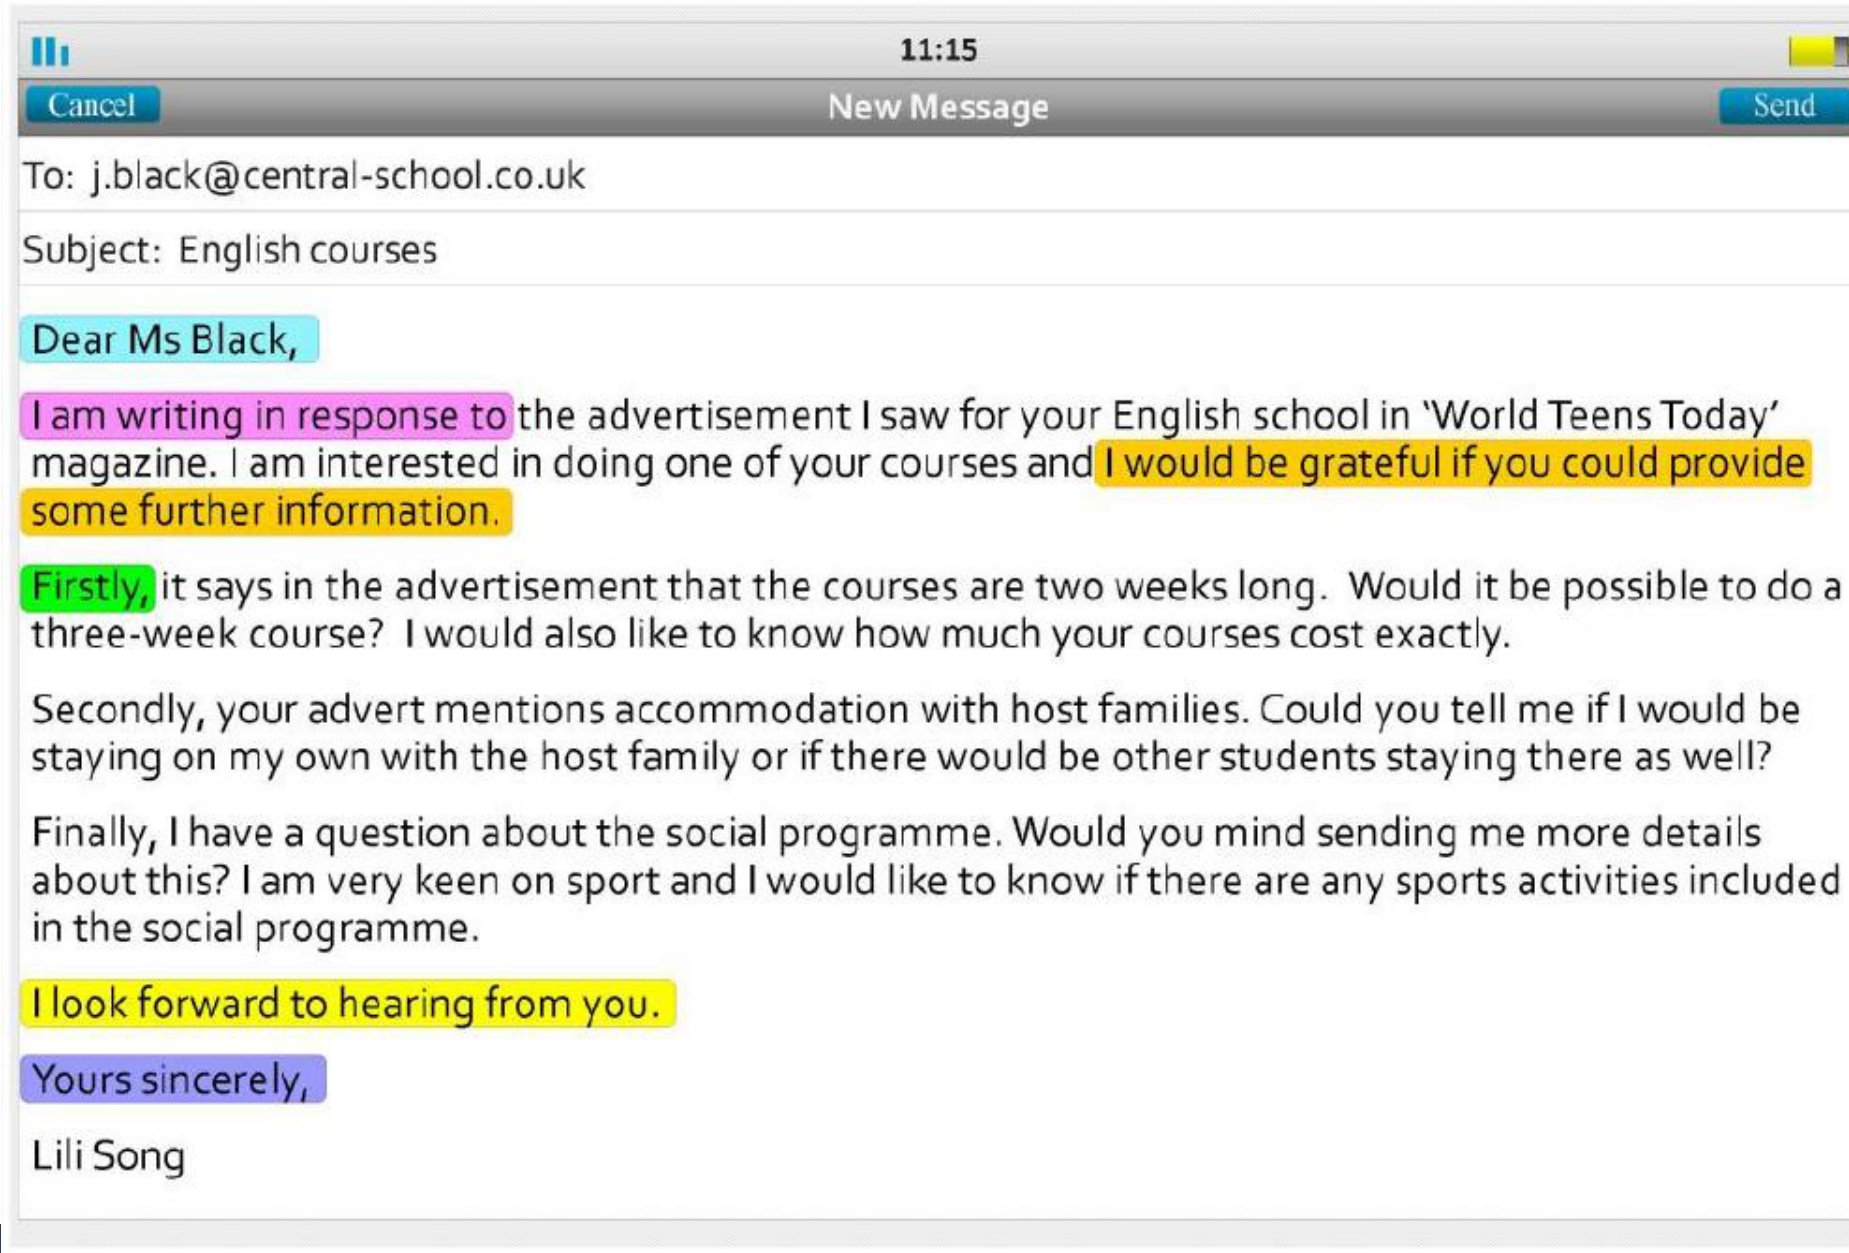 11:15
Cancel New Message Send
To: j.black@central-school.co.uk
Subject: English courses
Dear Ms Black,
I am writing in response to the advertisement I saw for your English school in ‘World Teens Today’
magazine. I am interested in doing one of your courses and I would be grateful if you could provide
some further information.
Firstly, it says in the advertisement that the courses are two weeks long. Would it be possible to do a
three-week course? I would also like to know how much your courses cost exactly.
Secondly, your advert mentions accommodation with host families. Could you tell me if I would be
staying on my own with the host family or if there would be other students staying there as well?
Finally, I have a question about the social programme. Would you mind sending me more details
about this? I am very keen on sport and I would like to know if there are any sports activities included
in the social programme.
I look forward to hearing from you.
Yours sincerely,
Lili Song